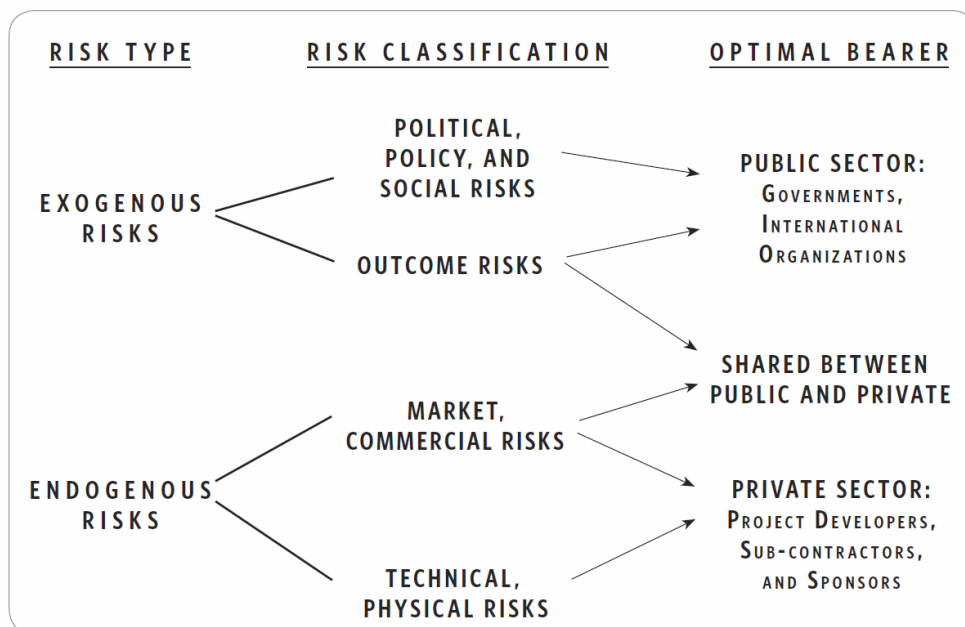 RISK TYPE
RISK CLASSIFICATION
OPTIMAL BEARER
EXOGENOUS
RISKS
POLITICAL,
POLICY, AND
SOCIAL RISKS
OUTCOME RISKS
PUBLIC SECTOR:
GOVERNMENTS,
INTERNATIONAL
ORGANIZATIONS
SHARED BETWEEN
PUBLIC AND PRIVATE
ENDOGENOUS
RISKS
MARKET,
COMMERCIAL RISKS
TECHNICAL,
PHYSICAL RISKS
PRIVATE SECTOR:
PROJECT DEVELOPERS,
SUB-CONTRACTORS,
AND SPONSORS